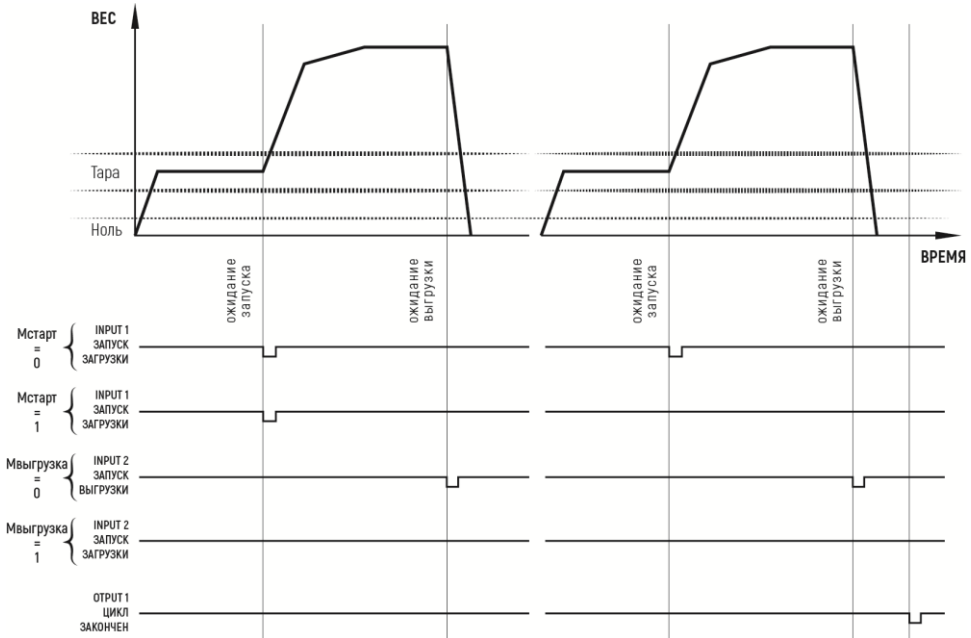 ВЕС
Тара
Ноль
ВРЕМЯ
ожидание
запуска
ожидание
выгрузки
ожидание
запуска
ожидание
выгрузки
Мстарт
=
0
INPUT 1
ЗАПУСК
ЗАГРУЗКИ
Мстарт
=
1
INPUT 1
ЗАПУСК
ЗАГРУЗКИ
Мвыгрузка
=
0
INPUT 2
ЗАПУСК
ВЫГРУЗКИ
Мвыгрузка
=
1
INPUT 2
ЗАПУСК
ЗАГРУЗКИ
OTPUT 1
ЦИКЛ
ЗАКОНЧЕН